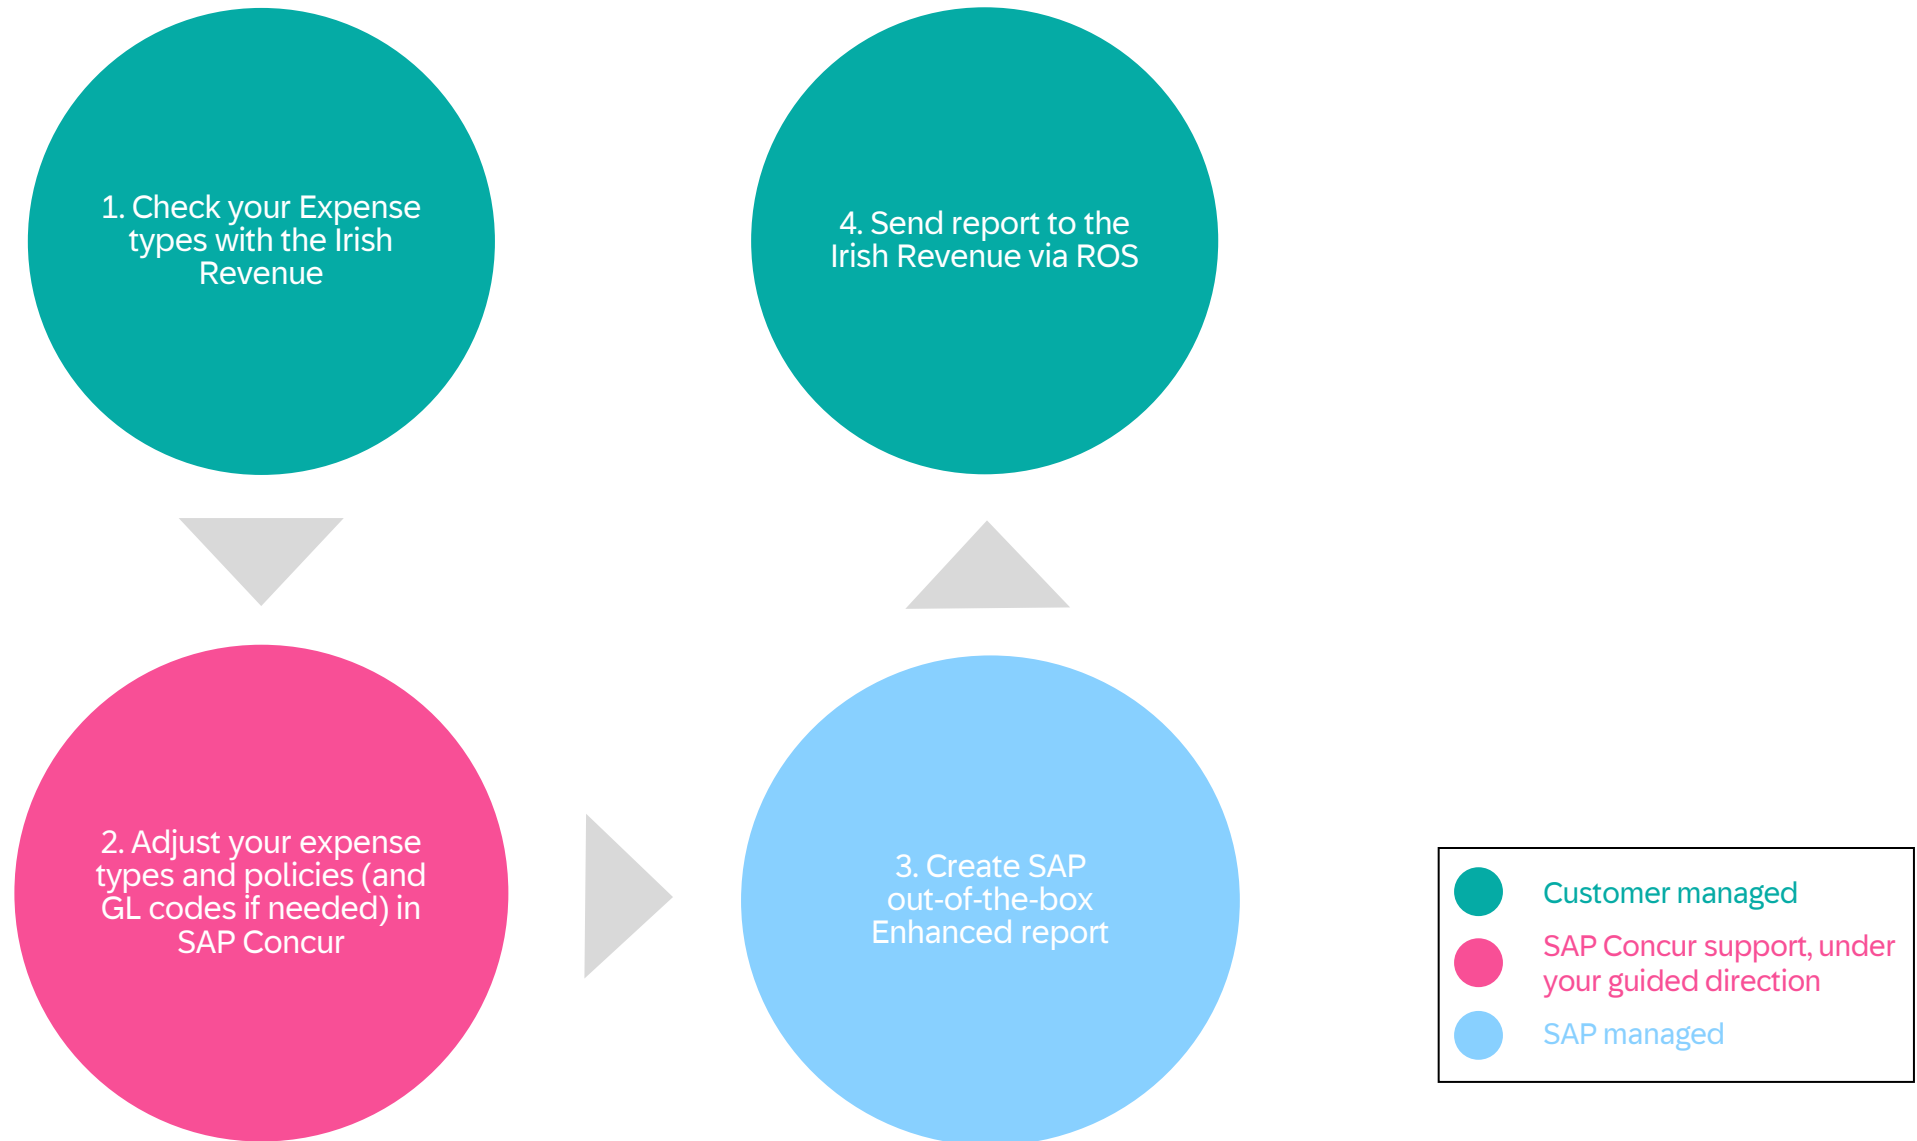 1. Check your Expense
types with the Irish
Revenue
2. Adjust your expense
types and policies (and
GL codes if needed) in
SAP Concur
3. Create SAP
out-of-the-box
Enhanced report
4. Send report to the
Irish Revenue via ROS
Customer managed
SAP Concur support, under
your guided direction
SAP managed